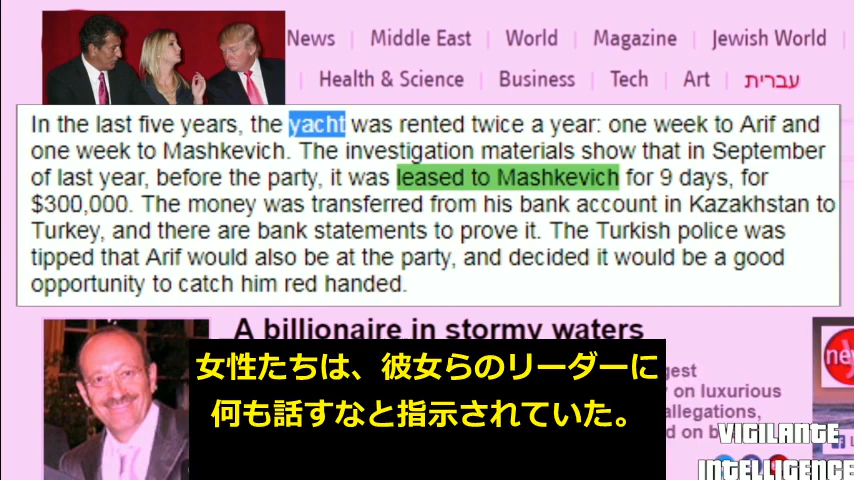 News | Middle East | World | Magazine | Jewish World
Health & Science | Business | Tech | Art | עברית
In the last five years, the yacht was rented twice a year: one week to Arif and
one week to Mashkevich. The investigation materials show that in September
of last year, before the party, it was leased to Mashkevich for 9 days, for
$300,000. The money was transferred from his bank account in Kazakhstan to
Turkey, and there are bank statements to prove it. The Turkish police was
tipped that Arif would also be at the party, and decided it would be a good
opportunity to catch him red handed.
A billionaire in stormy waters
on luxurious
allegations,
女性たちは、彼女らのリーダーに
何も話すなと指示されていた。
VIGILANTE
INTELLIGENCE